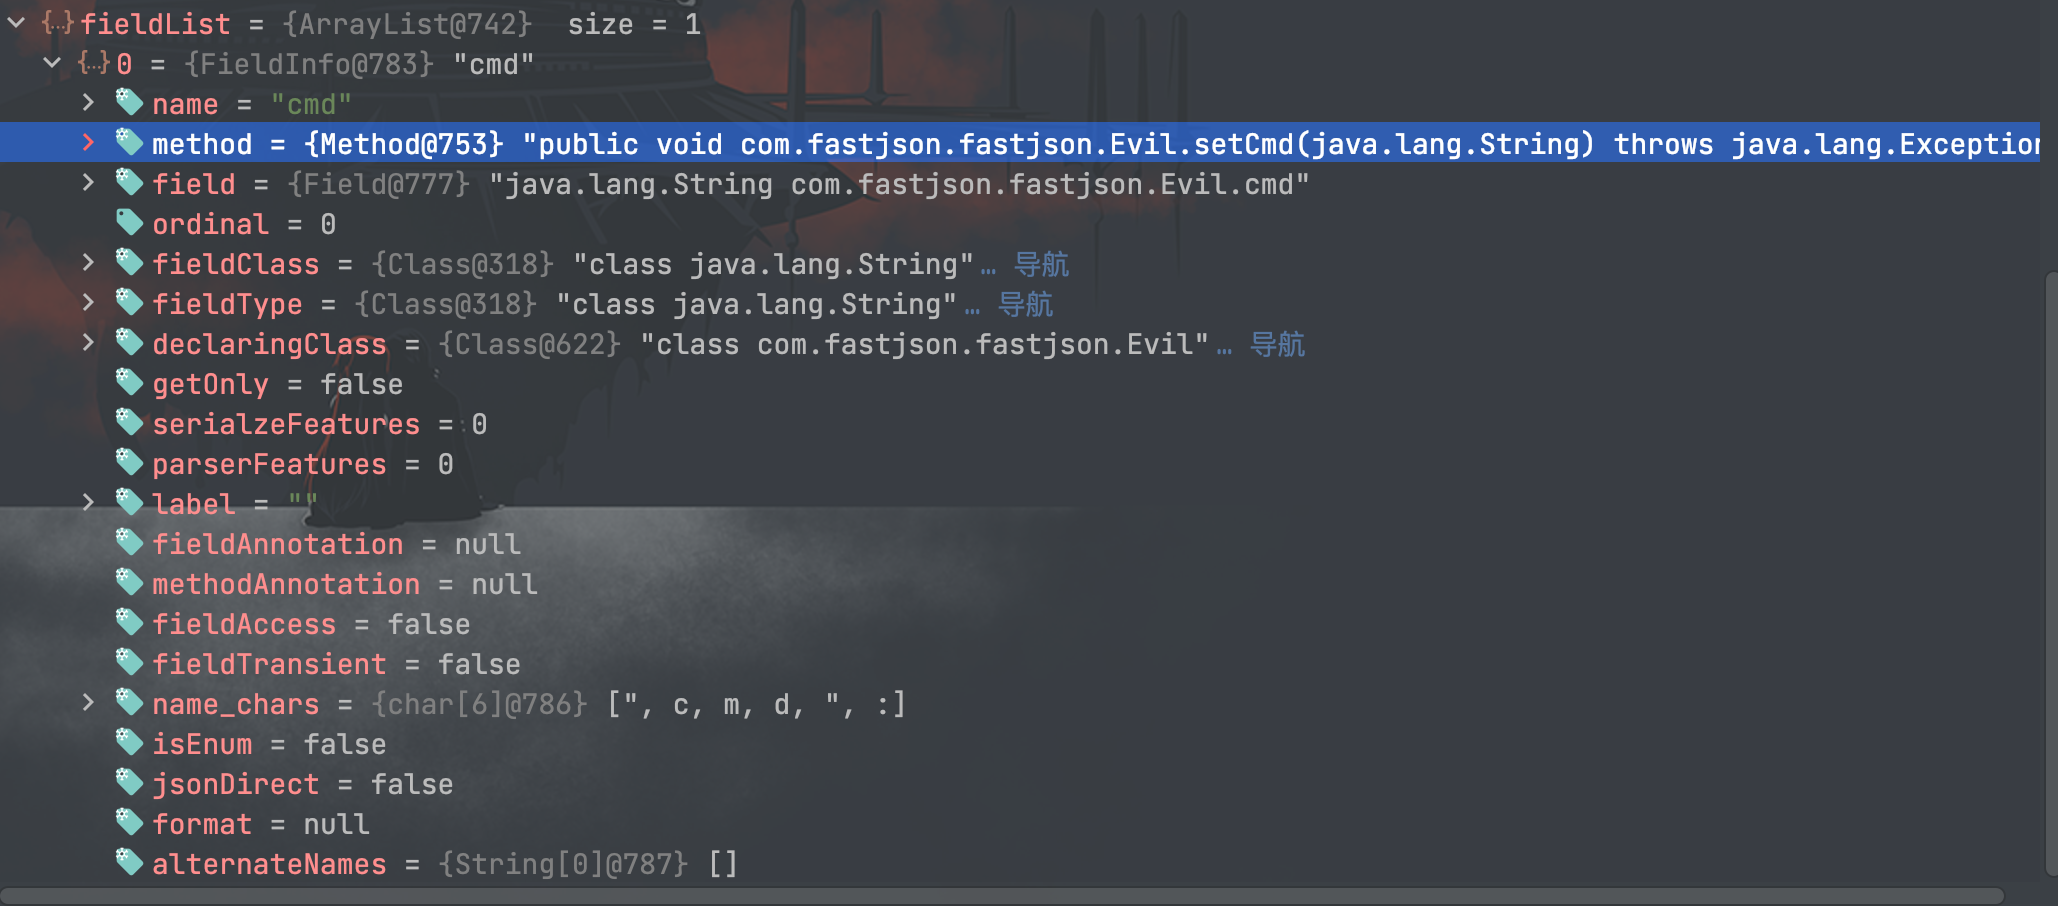 {...} fieldList = {ArrayList@742} size = 1
{...} 0 = {FieldInfo@783} "cmd"
name = "cmd"
method = {Method@753} "public void com.fastjson.fastjson.Evil.setCmd(java.lang.String) throws java.lang.Exception
field = {Field@777} "java.lang.String com.fastjson.fastjson.Evil.cmd"
ordinal = 0
fieldClass = {Class@318} "class java.lang.String"... 导航
fieldType = {Class@318} "class java.lang.String"... 导航
declaringClass = {Class@622} "class com.fastjson.fastjson.Evil"... 导航
getOnly = false
serialzeFeatures = 0
parserFeatures = 0
label = ""
fieldAnnotation = null
methodAnnotation = null
fieldAccess = false
fieldTransient = false
name_chars = {char[6]@786} [", c, m, d, ", :]
isEnum = false
jsonDirect = false
format = null
alternateNames = {String[0]@787} []